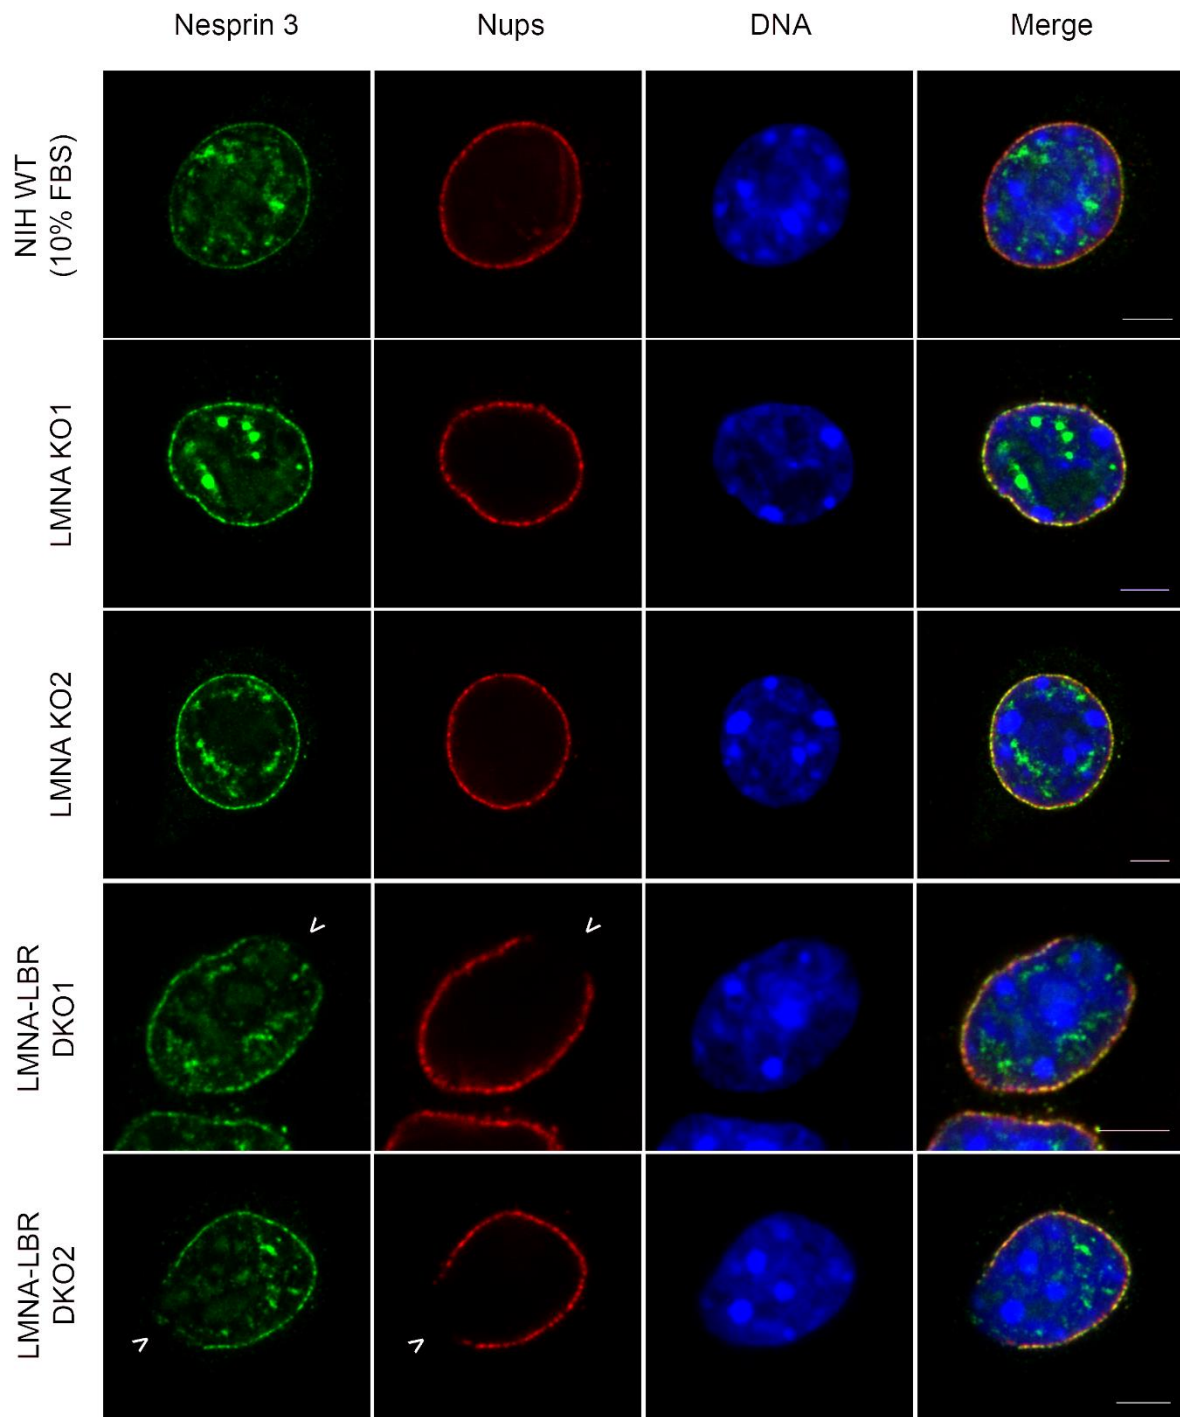 Nesprin 3 Nups DNA Merge
NIH WT
(10% FBS)
LMNA KO1
LMNA KO2
LMNA-LBR
DKO1
LMNA-LBR
DKO2